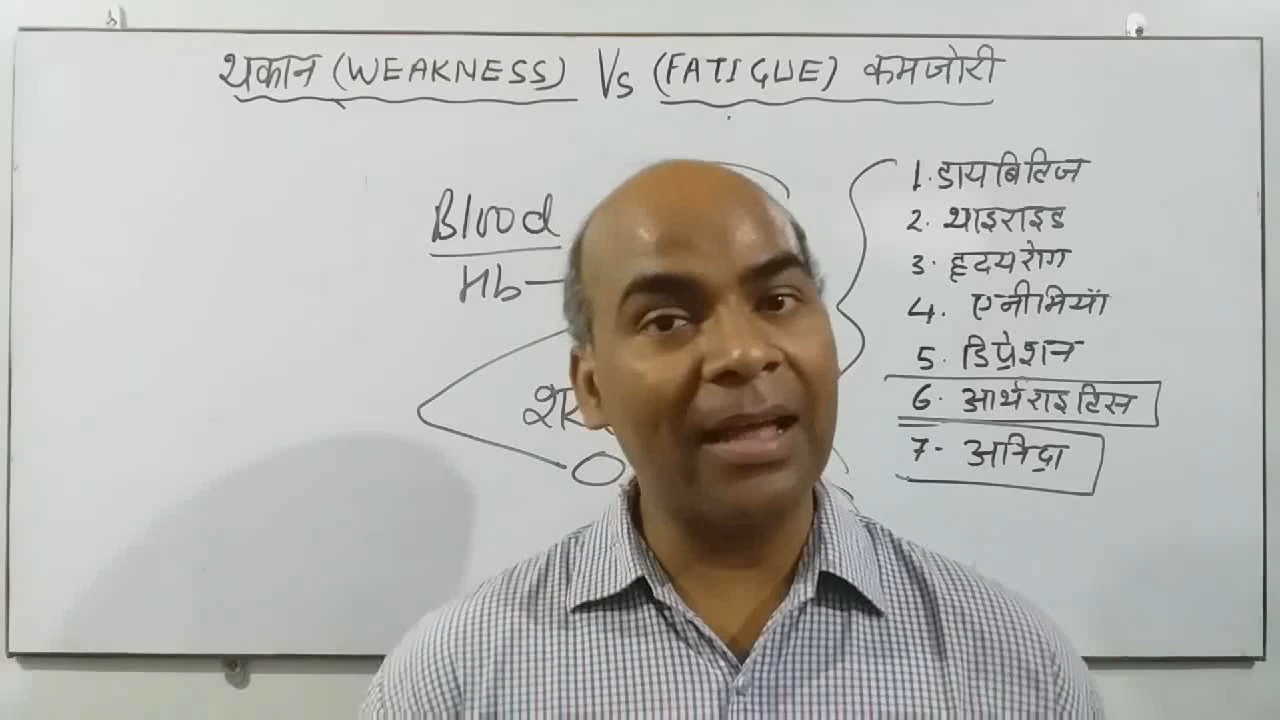 थकान (WEAKNESS) Vs (FATIGUE) कमजोरी
Blood
Hb
1. डायबिटिज
2. थाइराइड
3. हृदयरोग
4. एनीमियाँ
5. डिप्रेशन
6. आर्थराइटिस
7- अनिद्रा